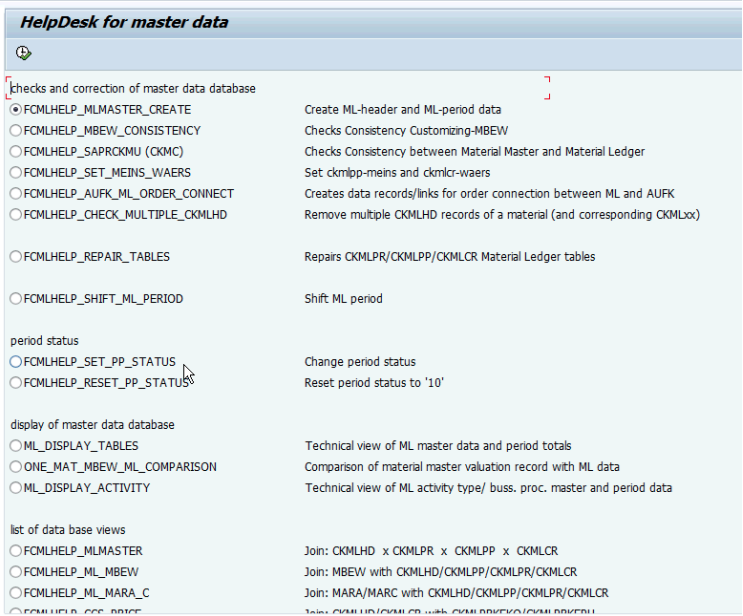 HelpDesk for master data
checks and correction of master data database
FCMLHELP_MLMASTER_CREATE Create ML-header and ML-period data
FCMLHELP_MBEW_CONSISTENCY Checks Consistency Customizing-MBEW
FCMLHELP_SAPRCKMU (CKMC) Checks Consistency between Material Master and Material Ledger
FCMLHELP_SET_MEINS_WAERS Set ckmlpp-meins and ckmlcr-waers
FCMLHELP_AUFK_ML_ORDER_CONNECT Creates data records/links for order connection between ML and AUFK
FCMLHELP_CHECK_MULTIPLE_CKMLHD Remove multiple CKMLHD records of a material (and corresponding CKMLxx)
FCMLHELP_REPAIR_TABLES Repairs CKMLPR/CKMLPP/CKMLCR Material Ledger tables
FCMLHELP_SHIFT_ML_PERIOD Shift ML period
period status
FCMLHELP_SET_PP_STATUS Change period status
FCMLHELP_RESET_PP_STATUS Reset period status to '10'
display of master data database
ML_DISPLAY_TABLES Technical view of ML master data and period totals
ONE_MAT_MBEW_ML_COMPARISON Comparison of material master valuation record with ML data
ML_DISPLAY_ACTIVITY Technical view of ML activity type/ buss. proc. master and period data
list of data base views
FCMLHELP_MLMASTER Join: CKMLHD x CKMLPR x CKMLPP x CKMLCR
FCMLHELP_ML_MBEW Join: MBEW with CKMLHD/CKMLPP/CKMLPR/CKMLCR
FCMLHELP_ML_MARA_C Join: MARA/MARC with CKMLHD/CKMLPP/CKMLPR/CKMLCR
FCMLHELP_CCS_PRICE Join: CKMLHD/CKMLCR with